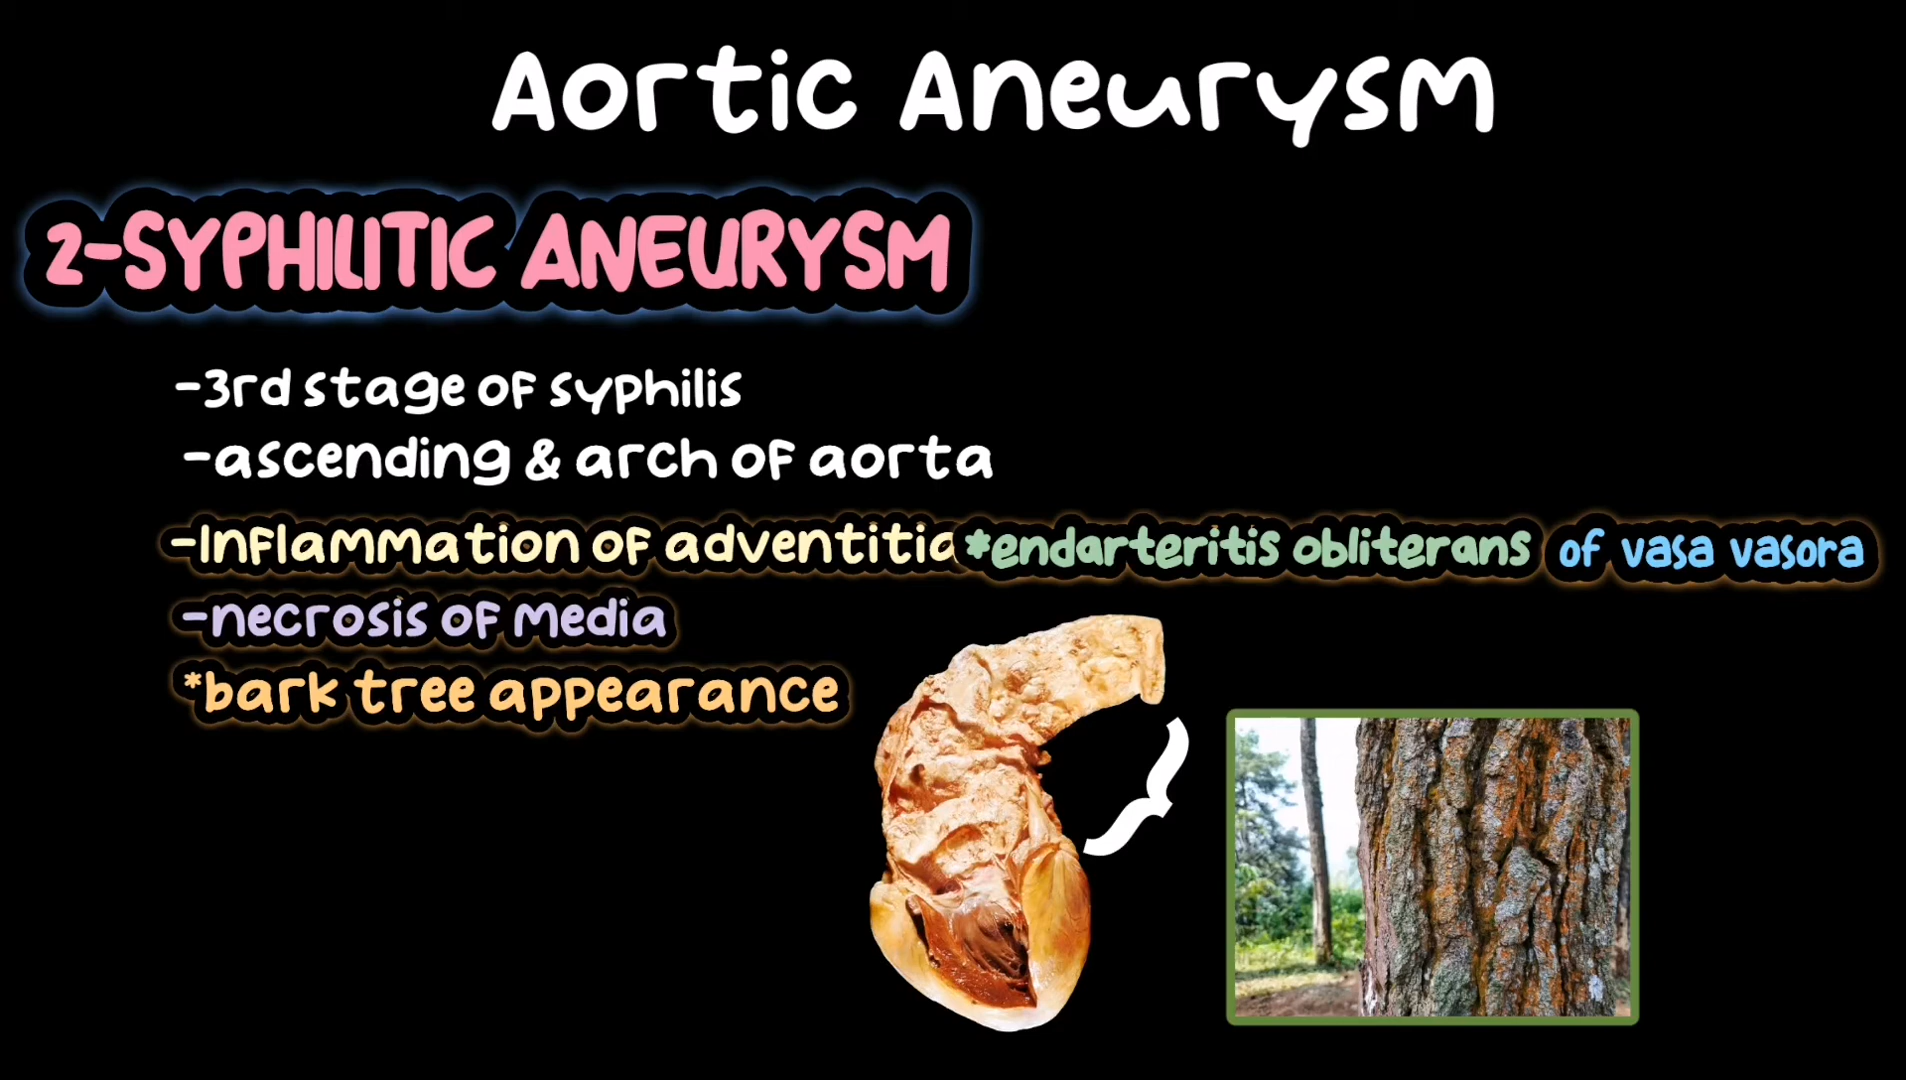 Aortic Aneurysm
2-SYPHILITIC ANEURYSM
-3rd stage of syphilis
-ascending & arch of aorta
-Inflammation of adventitia *endarteritis obliterans of vasa vasora
-necrosis of media
*bark tree appearance